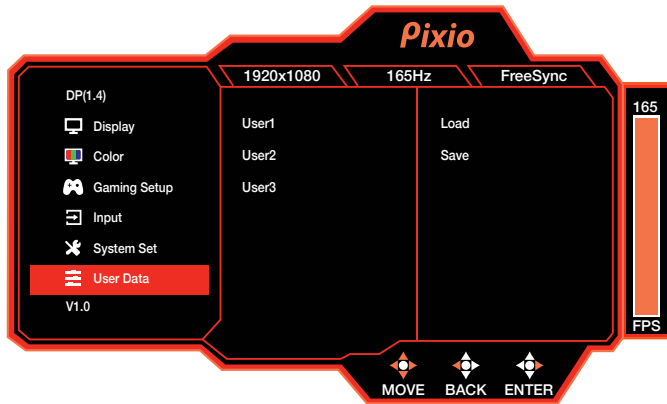 Pixio
1920x1080
165Hz
FreeSync
DP(1.4)
Display
Color
Gaming Setup
Input
System Set
User Data
V1.0
User1
User2
User3
Load
Save
165
FPS
MOVE
BACK
ENTER